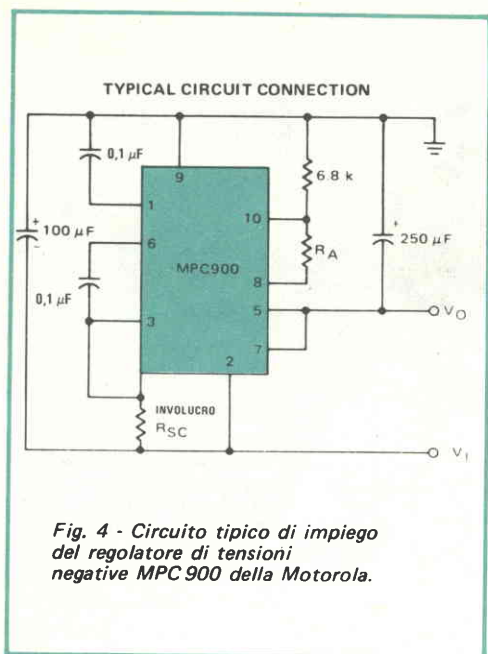 TYPICAL CIRCUIT CONNECTION
0,1 µF
9
6.8 k
1
+
100 µF
-
6
10
+
250 µF
MPC900
RA
0,1 µF
8
5
VO
3
7
2
INVOLUCRO
RSC
VI
Fig. 4 - Circuito tipico di impiego
del regolatore di tensioni
negative MPC 900 della Motorola.